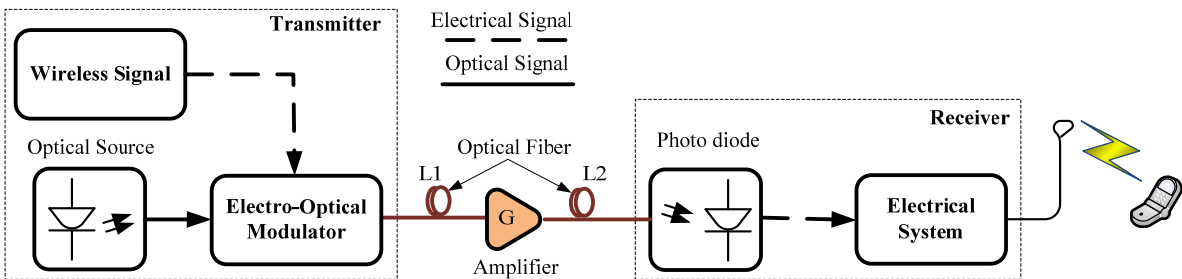 Transmitter
Wireless Signal
Electrical Signal
Optical Signal
Optical Source
Electro-Optical
Modulator
Optical Fiber
L1
L2
G
Amplifier
Receiver
Photo diode
Electrical
System